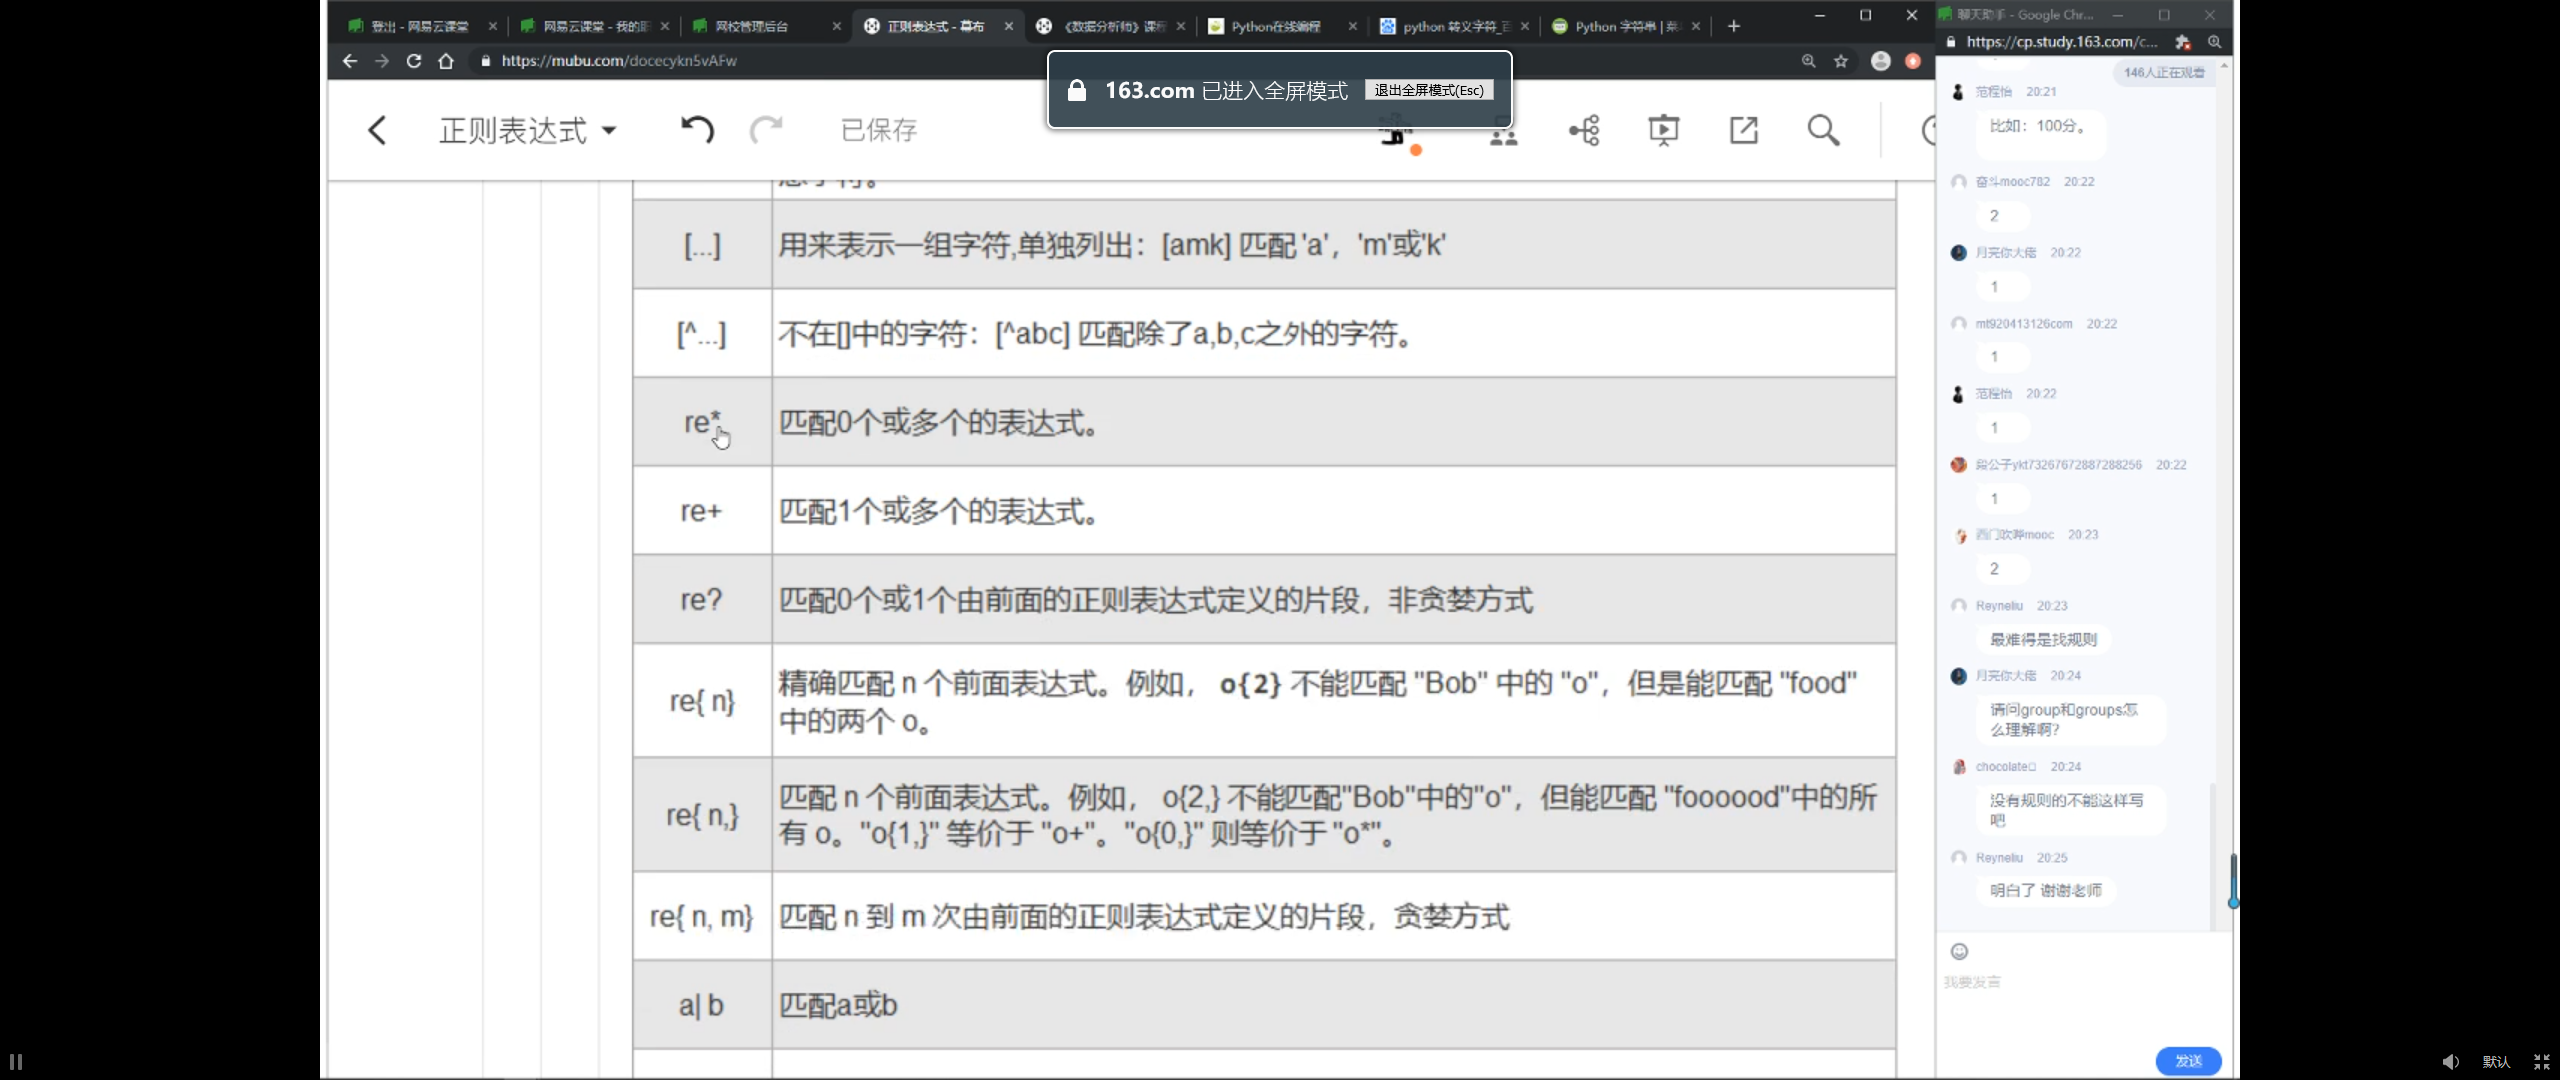 登出 - 网易云课堂
网易云课堂 - 我的
网校管理后台
正则表达式 - 幕布
《数据分析师》课
Python在线编程
python 转义字符_百
Python 字符串 |
聊天助手 - Google Chr...
https://mubu.com/docecykn5vAFw
https://cp.study.163.com/c...
163.com 已进入全屏模式 退出全屏模式(Esc)
正则表达式
已保存
[...] 用来表示一组字符,单独列出：[amk] 匹配 'a'，'m'或'k'
[^...] 不在[]中的字符：[^abc] 匹配除了a,b,c之外的字符。
re* 匹配0个或多个的表达式。
re+ 匹配1个或多个的表达式。
re? 匹配0个或1个由前面的正则表达式定义的片段，非贪婪方式
re{ n} 精确匹配 n 个前面表达式。例如， o{2} 不能匹配 "Bob" 中的 "o"，但是能匹配 "food"
中的两个 o。
re{ n,} 匹配 n 个前面表达式。例如， o{2,} 不能匹配"Bob"中的"o"，但能匹配 "foooood"中的所
有 o。"o{1,}" 等价于 "o+"。"o{0,}" 则等价于 "o*"。
re{ n, m} 匹配 n 到 m 次由前面的正则表达式定义的片段，贪婪方式
a| b 匹配a或b
146人正在观看
范程怡 20:21
比如：100分。
奋斗mooc782 20:22
2
月亮你大佬 20:22
1
mt920413126com 20:22
1
范程怡 20:22
1
公子ykt73267672887288256 20:22
1
西门吹mooc 20:23
2
Reyneliu 20:23
最难得是找规则
月亮你大佬 20:24
请问group和groups怎
么理解啊?
chocolate 20:24
没有规则的不能这样写
吧
Reyneliu 20:25
明白了 谢谢老师
我要发言
发送
默认